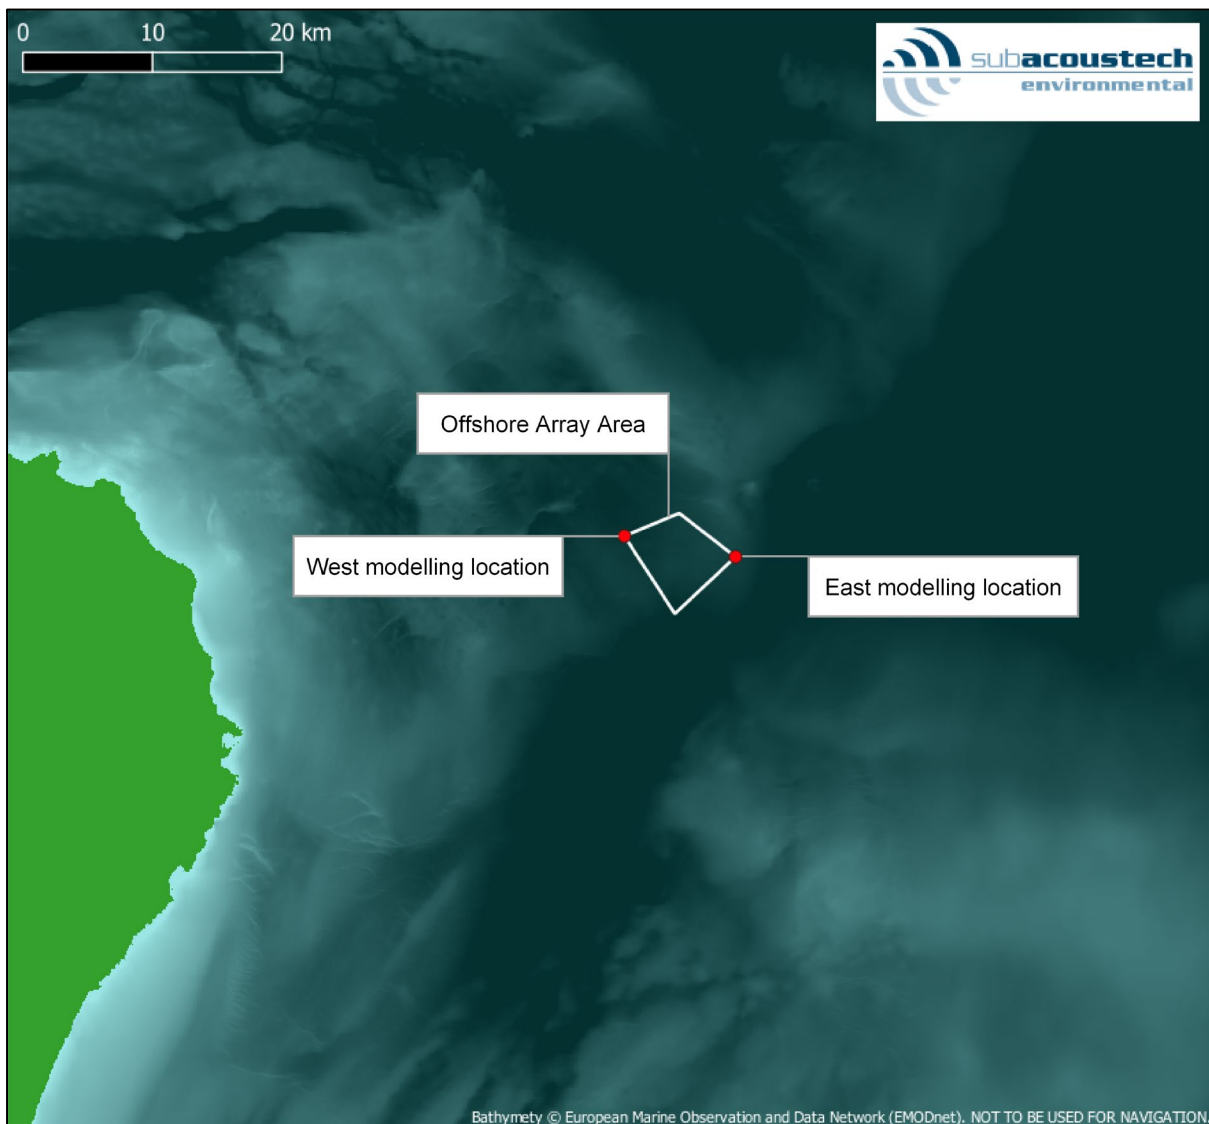 0 10 20 km
subacoustech
environmental
Offshore Array Area
West modelling location
East modelling location
Bathymety © European Marine Observation and Data Network (EMODnet). NOT TO BE USED FOR NAVIGATION.